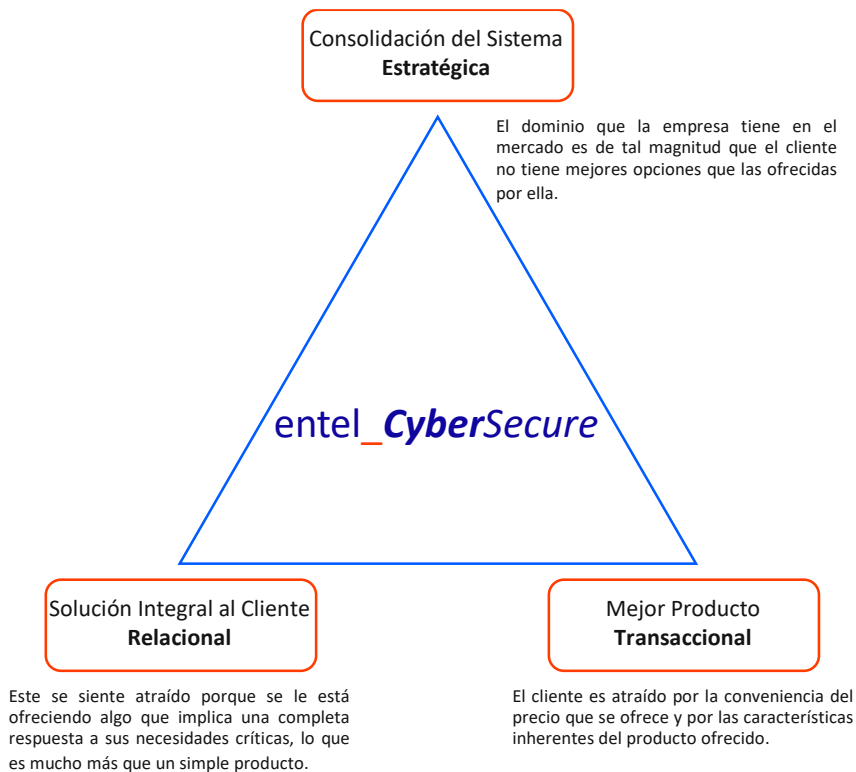 Consolidación del Sistema
Estratégica
El dominio que la empresa tiene en el
mercado es de tal magnitud que el cliente
no tiene mejores opciones que las ofrecidas
por ella.
entel_CyberSecure
Solución Integral al Cliente
Relacional
Este se siente atraído porque se le está
ofreciendo algo que implica una completa
respuesta a sus necesidades críticas, lo que
es mucho más que un simple producto.
Mejor Producto
Transaccional
El cliente es atraído por la conveniencia del
precio que se ofrece y por las características
inherentes del producto ofrecido.